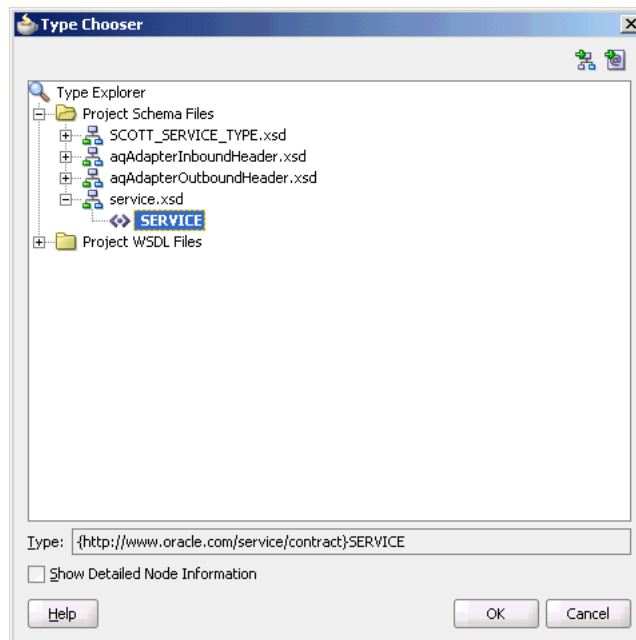 Type Chooser
Type Explorer
Project Schema Files
SCOTT_SERVICE_TYPE.xsd
aqAdapterInboundHeader.xsd
aqAdapterOutboundHeader.xsd
service.xsd
SERVICE
Project WSDL Files
Type: {http://www.oracle.com/service/contract}SERVICE
Show Detailed Node Information
Help OK Cancel